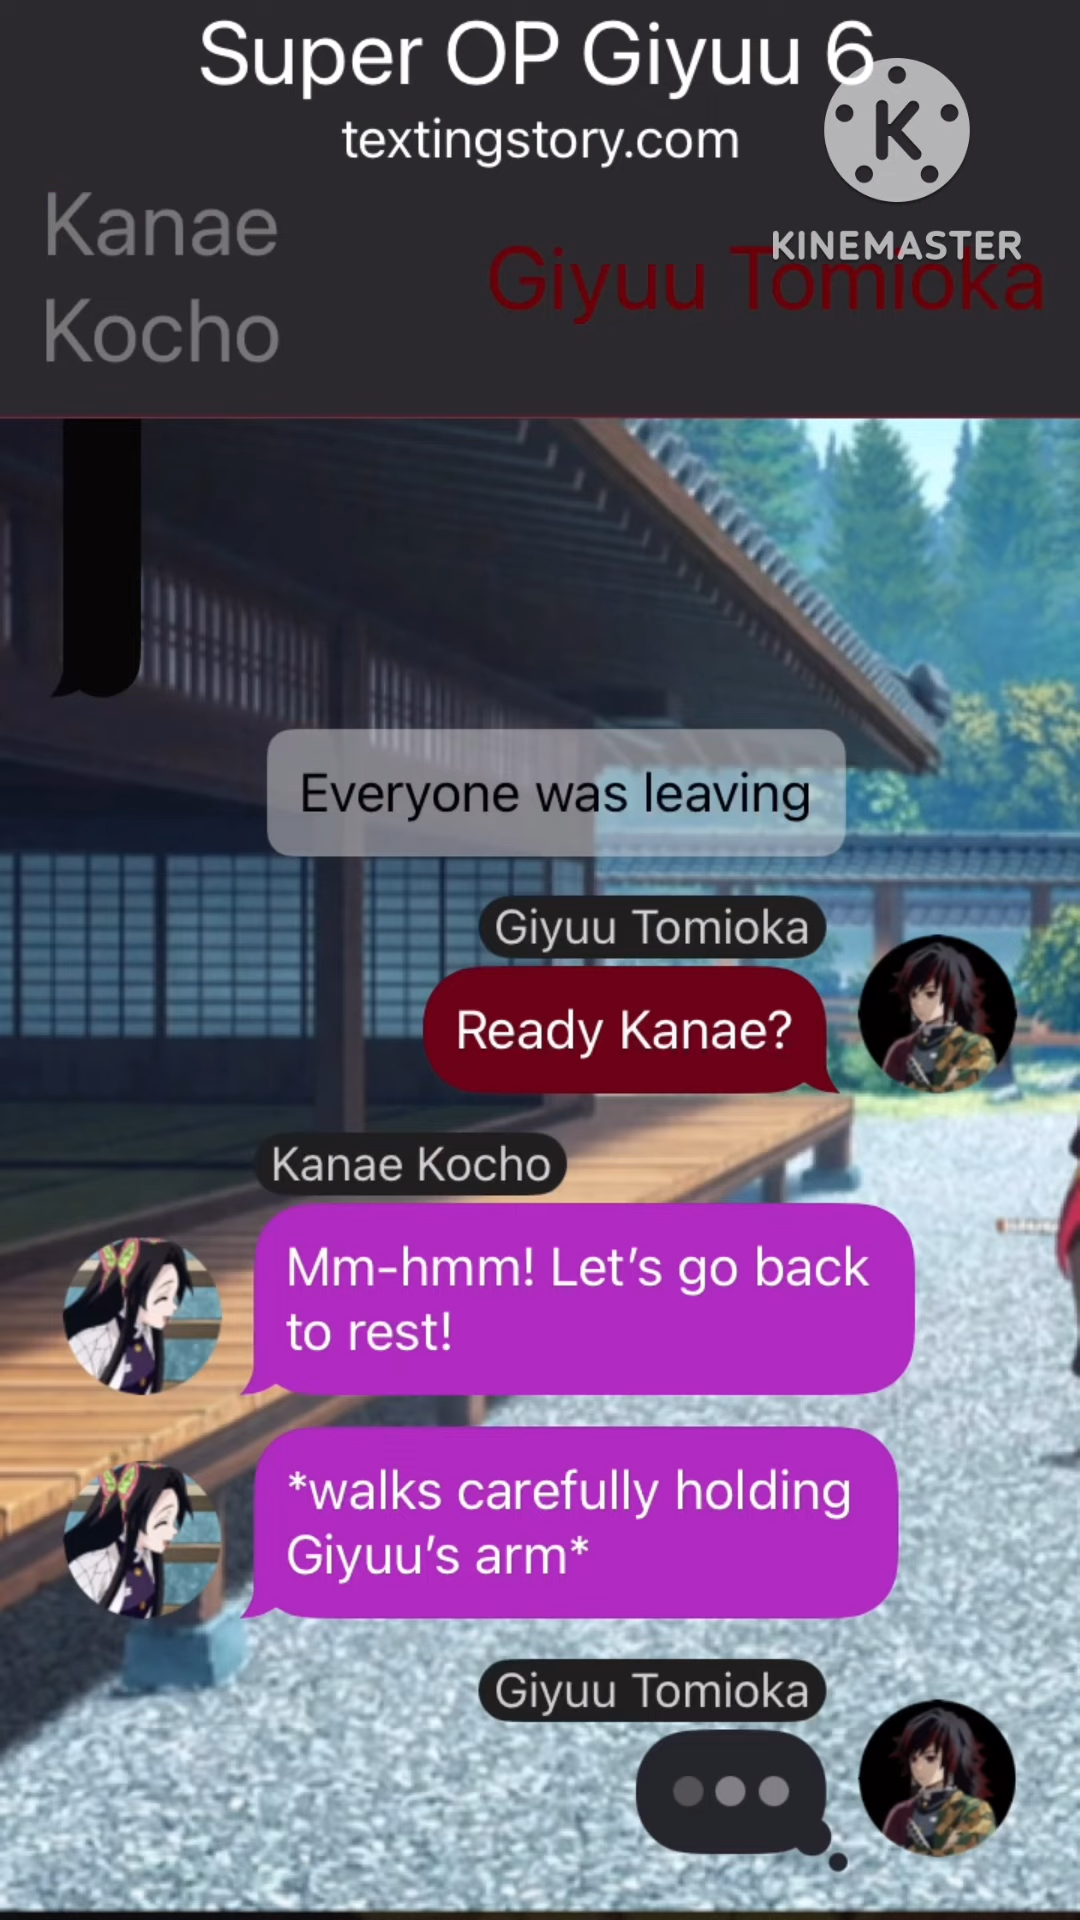 Super OP Giyuu 6
textingstory.com
K
KINEMASTER
Kanae
Kocho
Giyuu Tomioka
Everyone was leaving
Giyuu Tomioka
Ready Kanae?
Kanae Kocho
Mm-hmm! Let’s go back
to rest!
*walks carefully holding
Giyuu’s arm*
Giyuu Tomioka